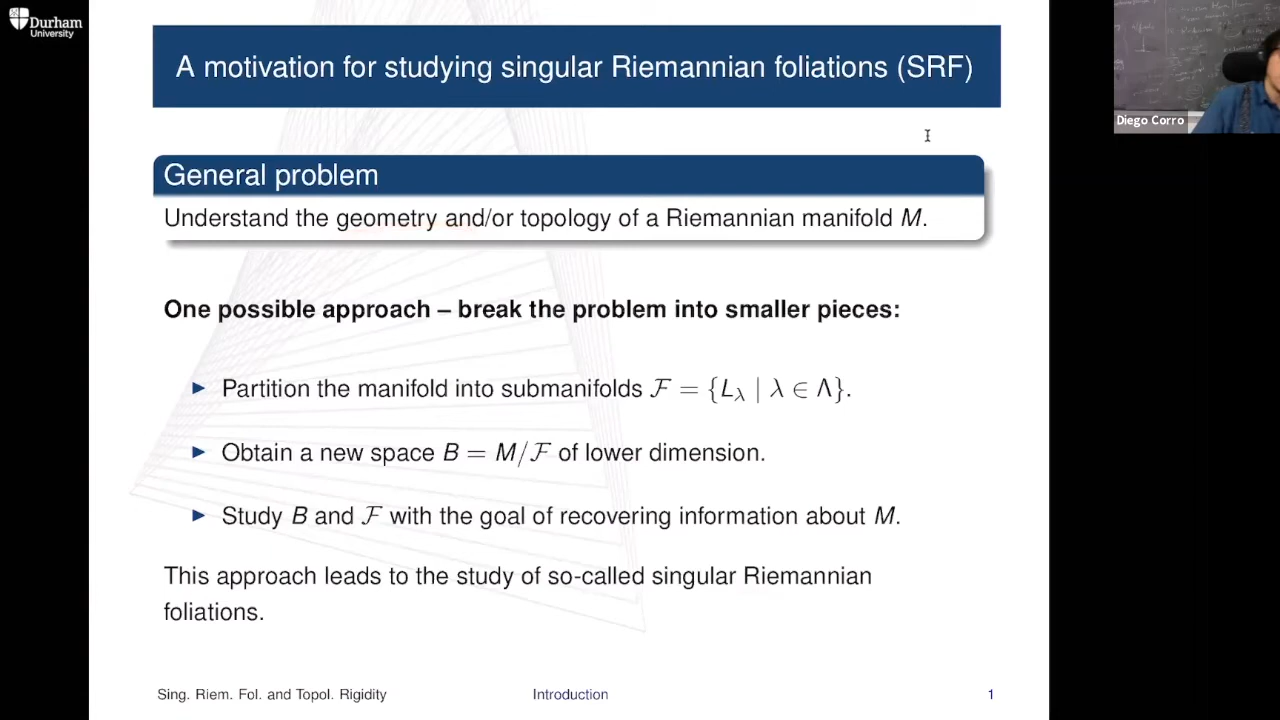 Durham
University
A motivation for studying singular Riemannian foliations (SRF)
Diego Corro
General problem
Understand the geometry and/or topology of a Riemannian manifold M.
One possible approach – break the problem into smaller pieces:
▶ Partition the manifold into submanifolds ℱ = {L_λ | λ ∈ Λ}.
▶ Obtain a new space B = M/ℱ of lower dimension.
▶ Study B and ℱ with the goal of recovering information about M.
This approach leads to the study of so-called singular Riemannian
foliations.
Sing. Riem. Fol. and Topol. Rigidity
Introduction
1